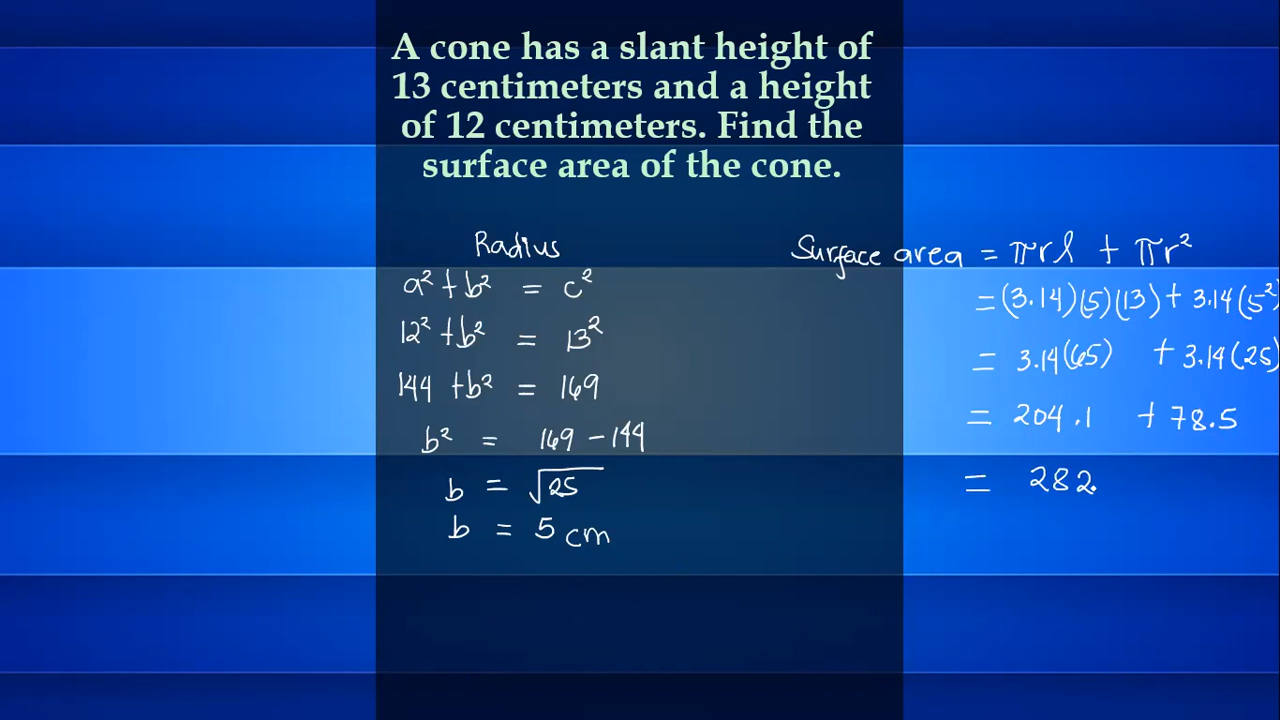 A cone has a slant height of
13 centimeters and a height
of 12 centimeters. Find the
surface area of the cone.
Radius
a² + b² = c²
12² + b² = 13²
144 + b² = 169
b² = 169 - 144
b = √25
b = 5 cm
Surface area = πrl + πr²
= (3.14)(5)(13) + 3.14(5²
= 3.14(65) + 3.14(25)
= 204.1 + 78.5
= 282.